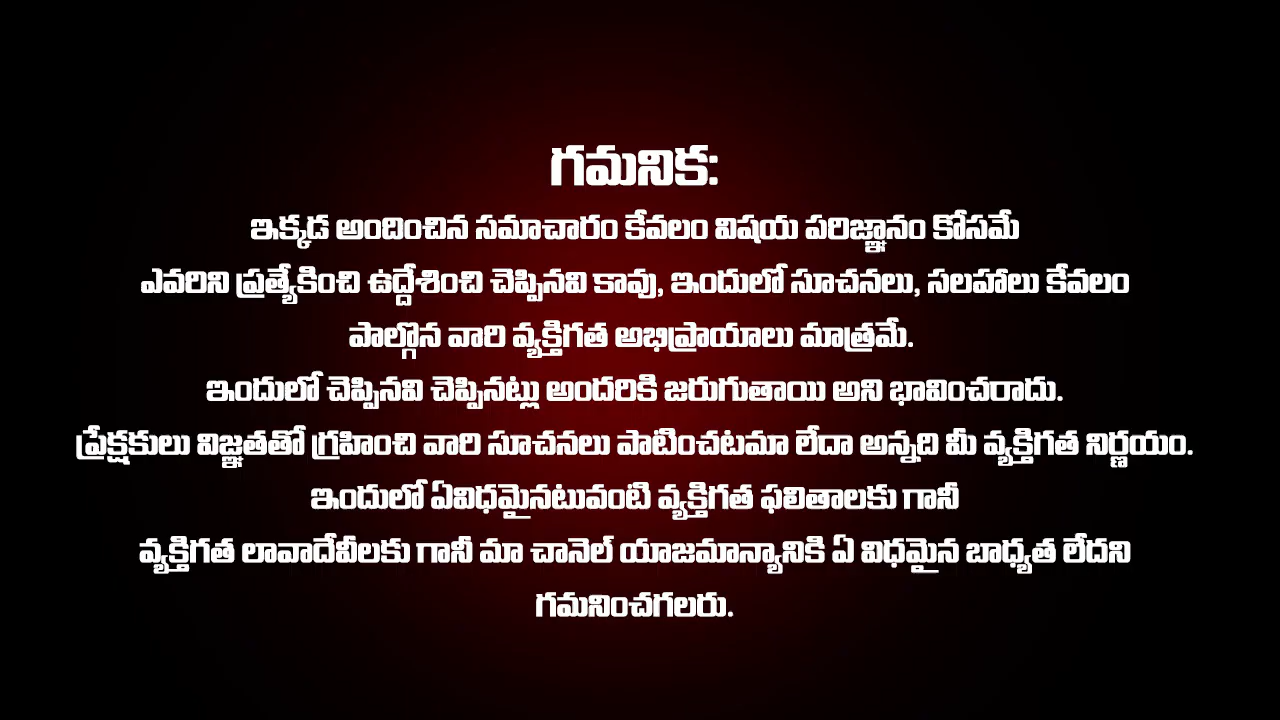 గమనిక:
ఇక్కడ అందించిన సమాచారం కేవలం విషయ పరిజ్ఞానం కోసమే
ఎవరిని ప్రత్యేకించి ఉద్దేశించి చెప్పినవి కావు, ఇందులో సూచనలు, సలహాలు కేవలం
పాల్గొన వారి వ్యక్తిగత అభిప్రాయాలు మాత్రమే.
ఇందులో చెప్పినవి చెప్పినట్లు అందరికి జరుగుతాయి అని భావించరాదు.
ప్రేక్షకులు విజ్ఞతతో గ్రహించి వారి సూచనలు పాటించటమా లేదా అన్నది మీ వ్యక్తిగత నిర్ణయం.
ఇందులో ఏవిధమైనటువంటి వ్యక్తిగత ఫలితాలకు గానీ
వ్యక్తిగత లావాదేవీలకు గానీ మా చానెల్ యాజమాన్యానికి ఏ విధమైన బాధ్యత లేదని
గమనించగలరు.